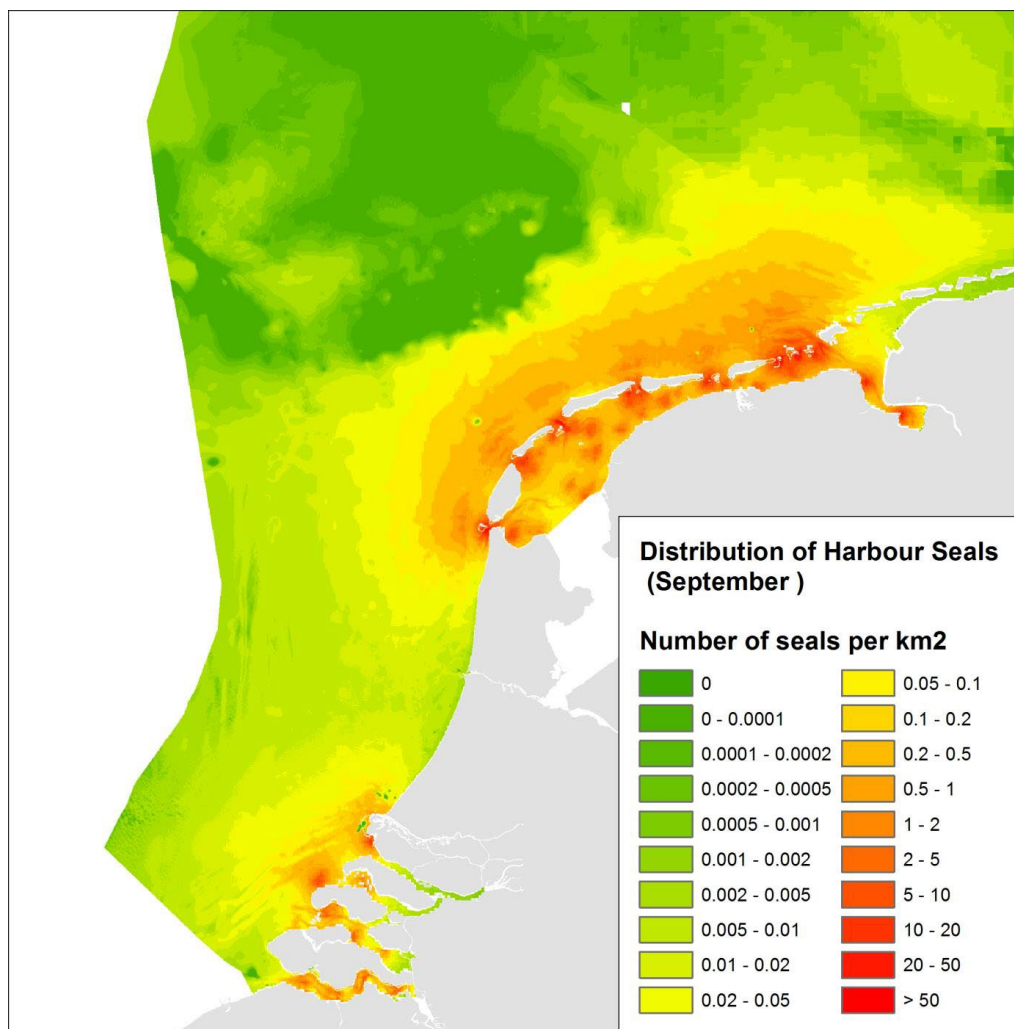 Distribution of Harbour Seals
(September )
Number of seals per km2
0
0 - 0.0001
0.0001 - 0.0002
0.0002 - 0.0005
0.0005 - 0.001
0.001 - 0.002
0.002 - 0.005
0.005 - 0.01
0.01 - 0.02
0.02 - 0.05
0.05 - 0.1
0.1 - 0.2
0.2 - 0.5
0.5 - 1
1 - 2
2 - 5
5 - 10
10 - 20
20 - 50
> 50